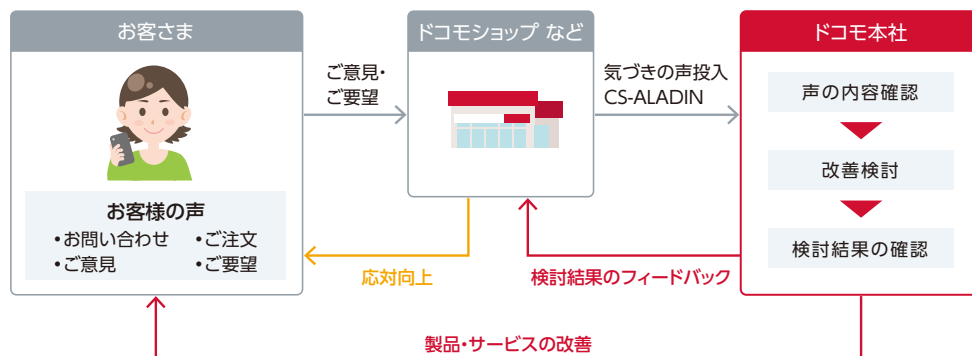 お客さま
ドコモショップ など
ドコモ本社
ご意見・
ご要望
気づきの声投入
CS-ALADIN
声の内容確認
改善検討
検討結果の確認
お客様の声
・お問い合わせ ・ご注文
・ご意見 ・ご要望
応対向上
検討結果のフィードバック
製品・サービスの改善